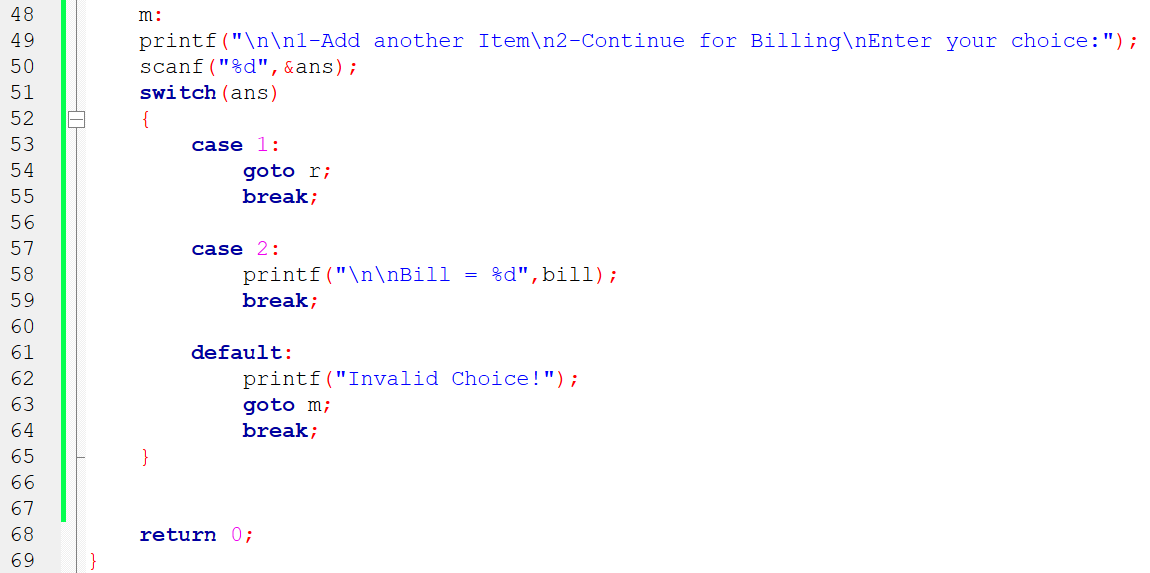 48 m:
49 printf("\n\n1-Add another Item\n2-Continue for Billing\nEnter your choice:");
50 scanf("%d",&ans);
51 switch(ans)
52 {
53 case 1:
54 goto r;
55 break;
56
57 case 2:
58 printf("\n\nBill = %d",bill);
59 break;
60
61 default:
62 printf("Invalid Choice!");
63 goto m;
64 break;
65 }
66
67
68 return 0;
69 }